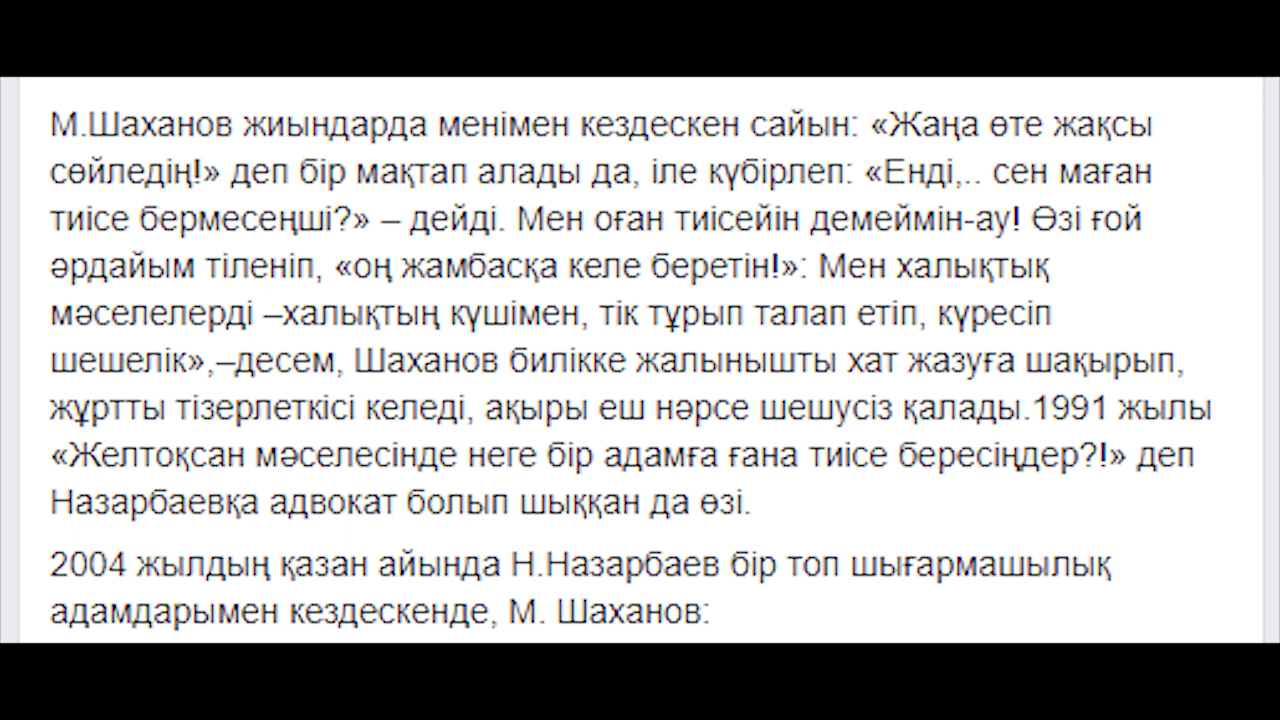 М.Шаханов жиындарда менімен кездескен сайын: «Жаңа өте жақсы
сөйледің!» деп бір мақтап алады да, іле күбірлеп: «Енді,.. сен маған
тиісе бермесеңші?» – дейді. Мен оған тиісейін демеймін-ау! Өзі ғой
әрдайым тіленіп, «оң жамбасқа келе беретін!»: Мен халықтық
мәселелерді –халықтың күшімен, тік тұрып талап етіп, күресіп
шешелік»,–десем, Шаханов билікке жалынышты хат жазуға шақырып,
жұртты тізерлеткісі келеді, ақыры еш нәрсе шешусіз қалады.1991 жылы
«Желтоқсан мәселесінде неге бір адамға ғана тиісе бересіңдер?!» деп
Назарбаевқа адвокат болып шыққан да өзі.
2004 жылдың қазан айында Н.Назарбаев бір топ шығармашылық
адамдарымен кездескенде, М. Шаханов: